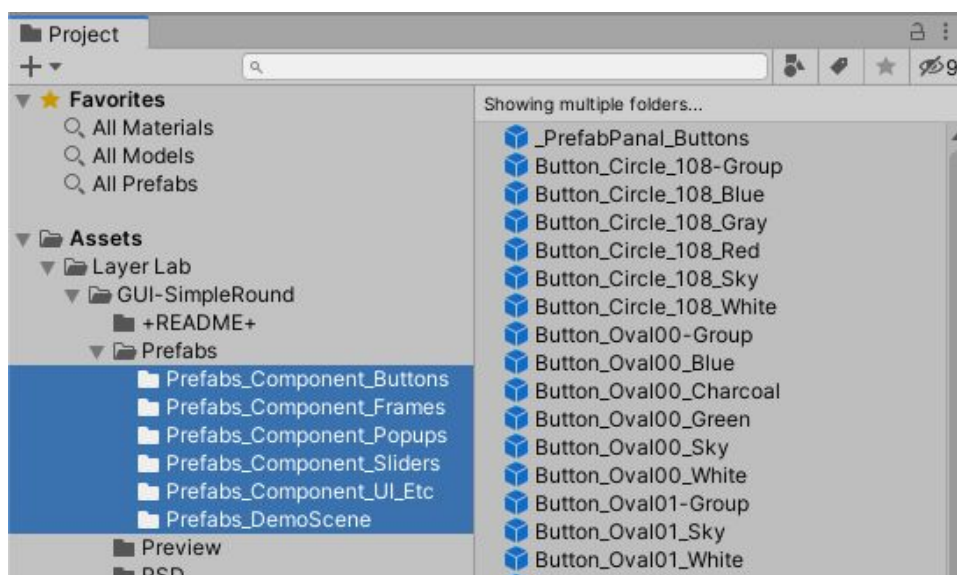 Project
9
Favorites
All Materials
All Models
All Prefabs
Assets
Layer Lab
GUI-SimpleRound
+README+
Prefabs
Prefabs_Component_Buttons
Prefabs_Component_Frames
Prefabs_Component_Popups
Prefabs_Component_Sliders
Prefabs_Component_UI_Etc
Prefabs_DemoScene
Preview
PSD
Showing multiple folders...
_PrefabPanal_Buttons
Button_Circle_108-Group
Button_Circle_108_Blue
Button_Circle_108_Gray
Button_Circle_108_Red
Button_Circle_108_Sky
Button_Circle_108_White
Button_Oval00-Group
Button_Oval00_Blue
Button_Oval00_Charcoal
Button_Oval00_Green
Button_Oval00_Sky
Button_Oval00_White
Button_Oval01-Group
Button_Oval01_Sky
Button_Oval01_White